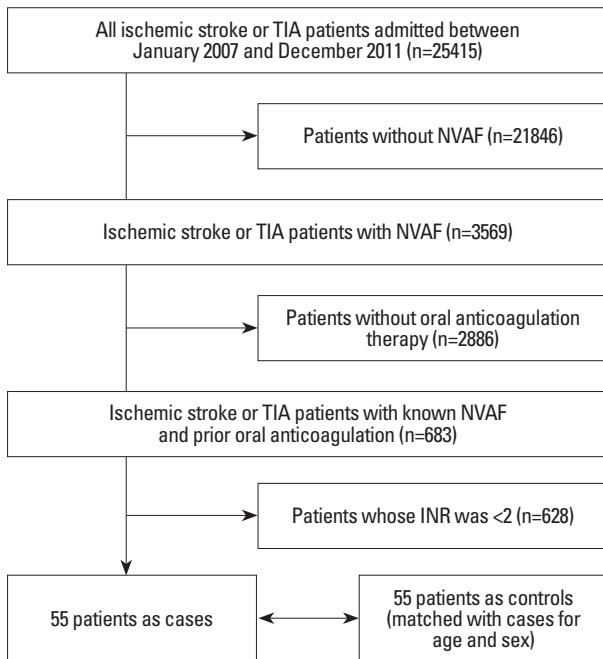 All ischemic stroke or TIA patients admitted between
January 2007 and December 2011 (n=25415)
Patients without NVAF (n=21846)
Ischemic stroke or TIA patients with NVAF (n=3569)
Patients without oral anticoagulation
therapy (n=2886)
Ischemic stroke or TIA patients with known NVAF
and prior oral anticoagulation (n=683)
Patients whose INR was <2 (n=628)
55 patients as cases
55 patients as controls
(matched with cases for
age and sex)